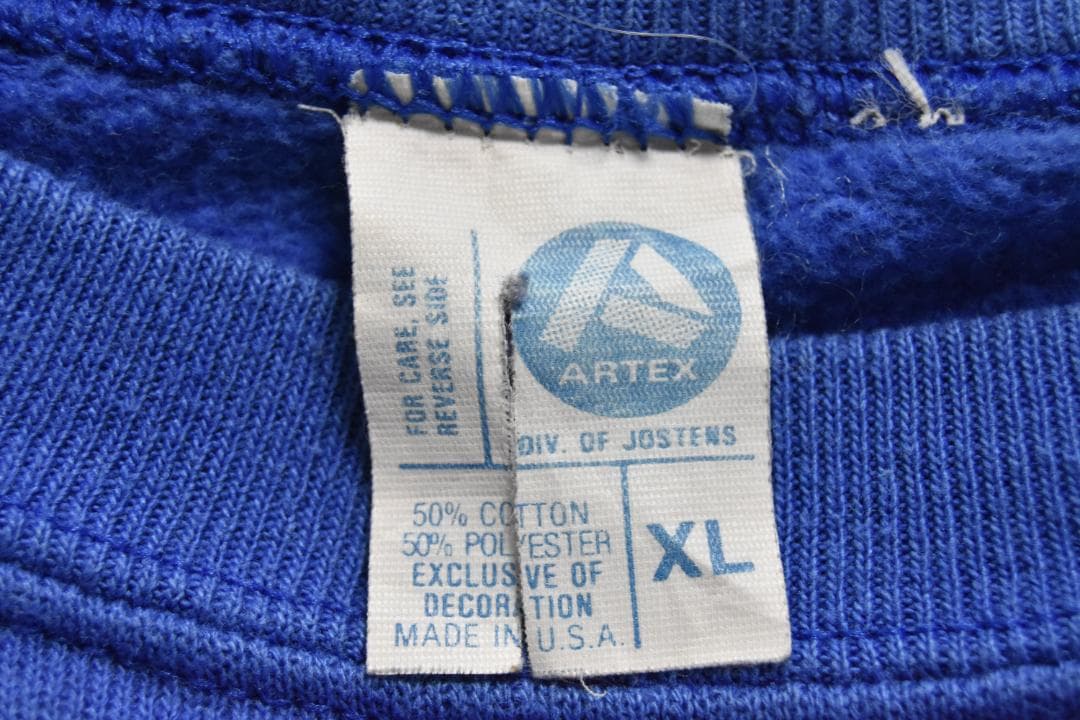 FOR CARE, SEE
REVERSE SIDE
ARTEX
DIV. OF JOSTENS
50% COTTON
50% POLYESTER
EXCLUSIVE OF
DECORATION
MADE IN U.S.A.
XL